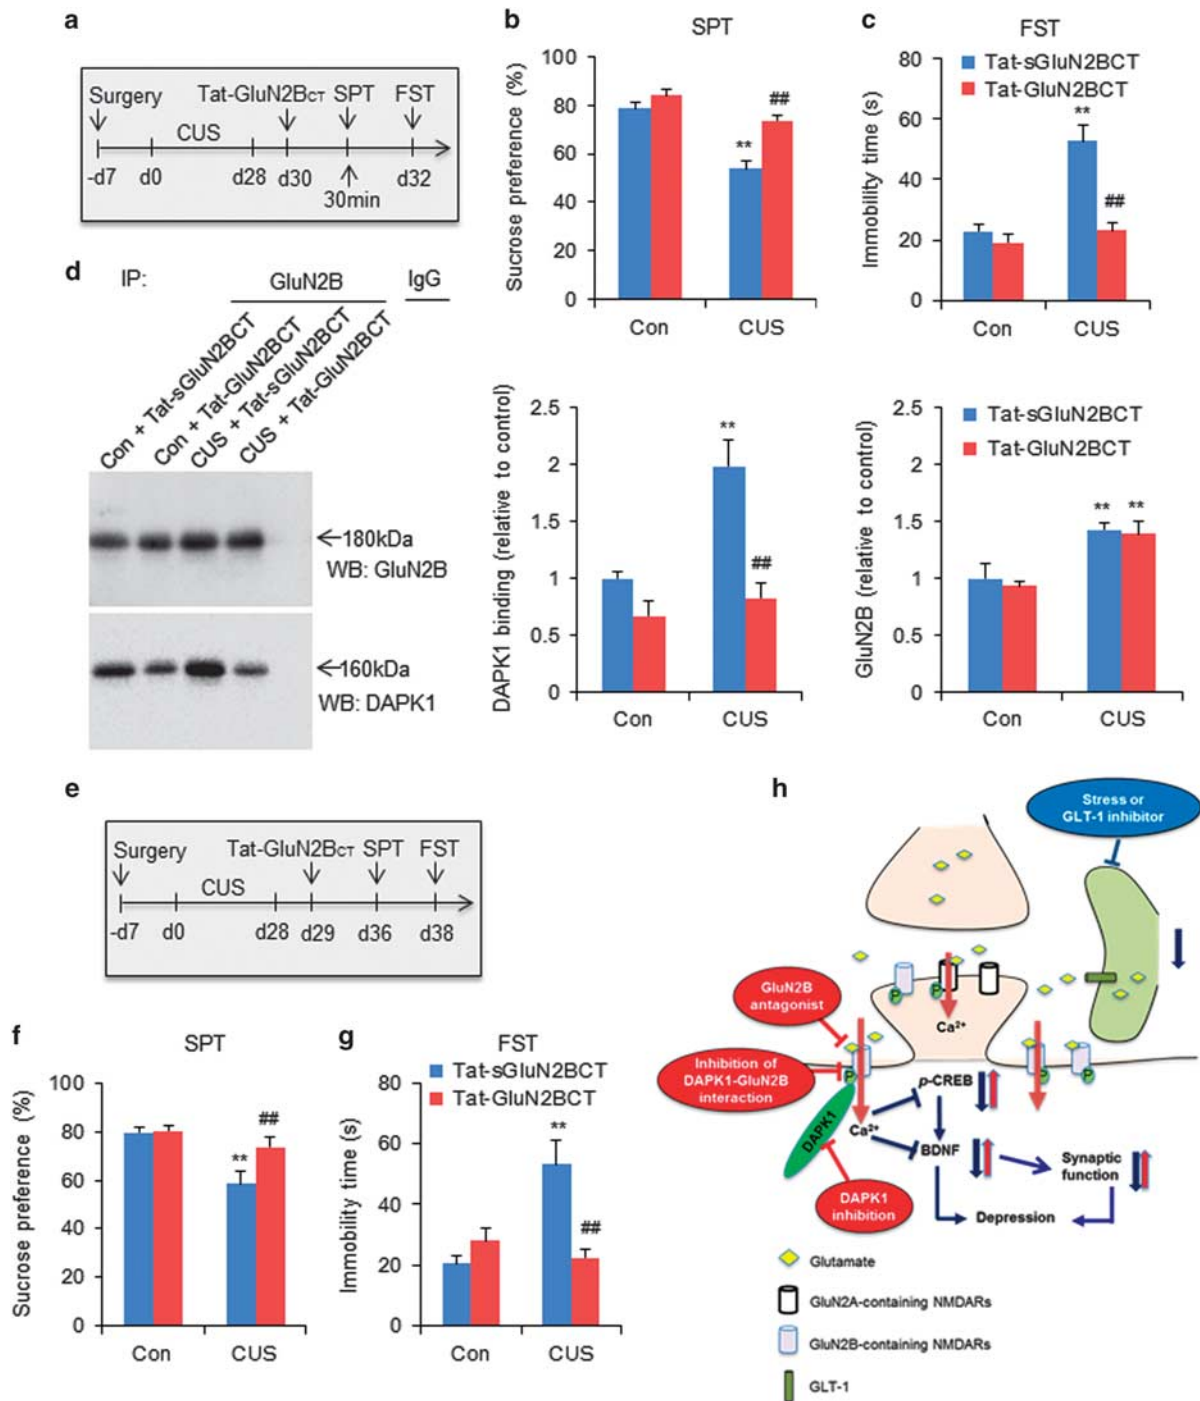 a
Surgery Tat-GluN2BCT SPT FST
CUS
-d7 d0 d28 d30 d32
30min
b
SPT
Sucrose preference (%)
100
80
60
40
20
0
**
##
Con CUS
c
FST
Immobility time (s)
80
60
40
20
0
Tat-sGluN2BCT
Tat-GluN2BCT
**
##
Con CUS
d
IP: GluN2B IgG
Con + Tat-sGluN2BCT
Con + Tat-GluN2BCT
CUS + Tat-sGluN2BCT
CUS + Tat-GluN2BCT
180kDa
WB: GluN2B
160kDa
WB: DAPK1
DAPK1 binding (relative to control)
2.5
2
1.5
1
0.5
0
**
##
Con CUS
GluN2B (relative to control)
2.5
2
1.5
1
0.5
0
Tat-sGluN2BCT
Tat-GluN2BCT
** **
Con CUS
e
Surgery Tat-GluN2BCT SPT FST
CUS
-d7 d0 d28 d29 d36 d38
f
SPT
Sucrose preference (%)
100
80
60
40
20
0
**
##
Con CUS
g
FST
Immobility time (s)
80
60
40
20
0
Tat-sGluN2BCT
Tat-GluN2BCT
**
##
Con CUS
h
Stress or
GLT-1 inhibitor
GluN2B
antagonist
P P
Ca²⁺
Inhibition of
DAPK1-GluN2B
interaction
P P P
DAPK1
Ca²⁺
p-CREB
BDNF
Synaptic
function
DAPK1
inhibition
Depression
Glutamate
GluN2A-containing NMDARs
GluN2B-containing NMDARs
GLT-1